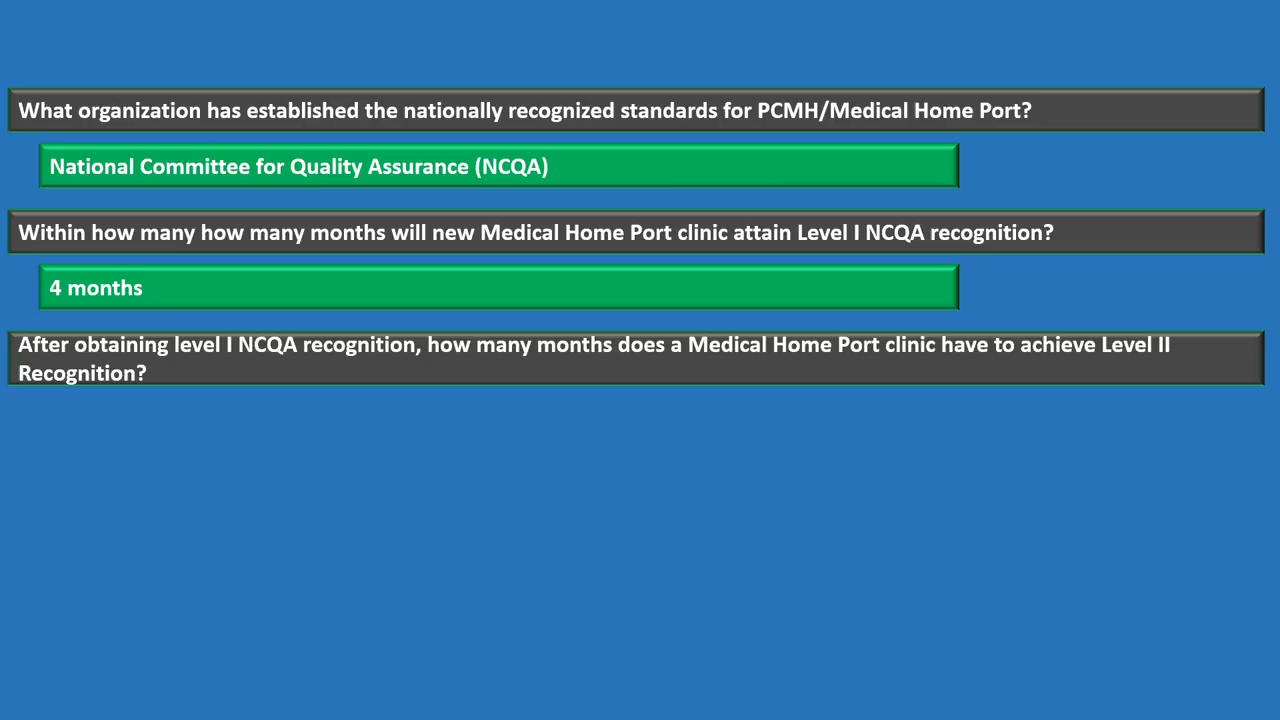 What organization has established the nationally recognized standards for PCMH/Medical Home Port?
National Committee for Quality Assurance (NCQA)
Within how many how many months will new Medical Home Port clinic attain Level I NCQA recognition?
4 months
After obtaining level I NCQA recognition, how many months does a Medical Home Port clinic have to achieve Level II
Recognition?